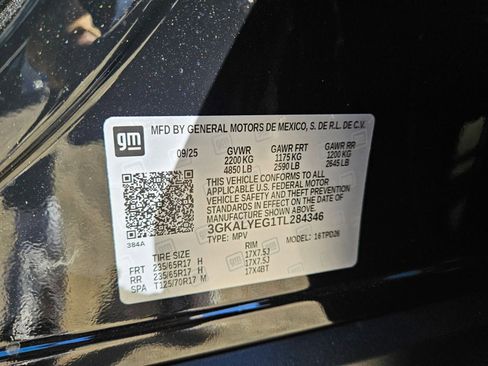 gm
MFD BY GENERAL MOTORS DE MEXICO, S. DE R.L. DE C.V.
09/25 GVWR GAWR FRT GAWR RR
2200 KG 1175 KG 1200 KG
4850 LB 2590 LB 2645 LB
THIS VEHICLE CONFORMS TO ALL
APPLICABLE U.S. FEDERAL MOTOR
VEHICLE SAFETY AND THEFT PREVENTION
STANDARDS IN EFFECT ON THE DATE OF
MANUFACTURE SHOWN ABOVE.
3GKALYEG1TL284346
384A
TYPE: MPV MODEL: 16TPD26
TIRE SIZE RIM
FRT 235/65R17 H 17X7.5J
RR 235/65R17 H 17X7.5J
SPA T125/70R17 M 17X4BT